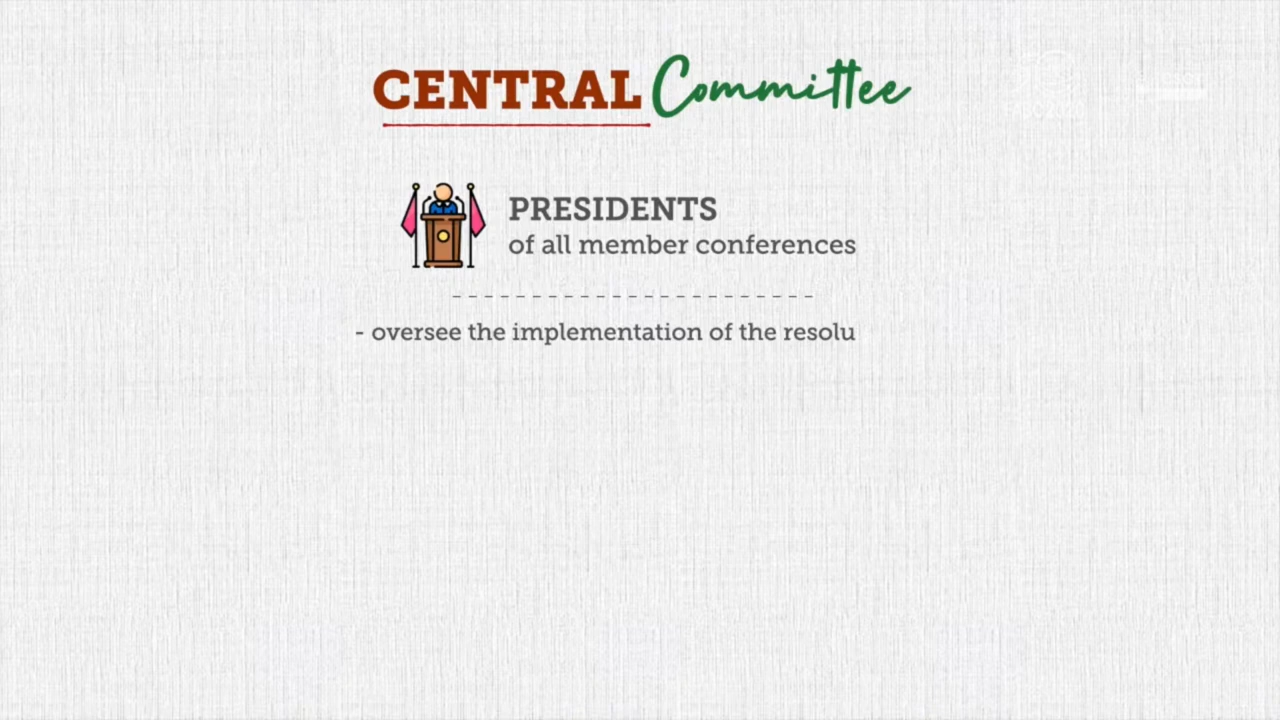 CENTRAL Committee
PRESIDENTS
of all member conferences
- oversee the implementation of the resolu